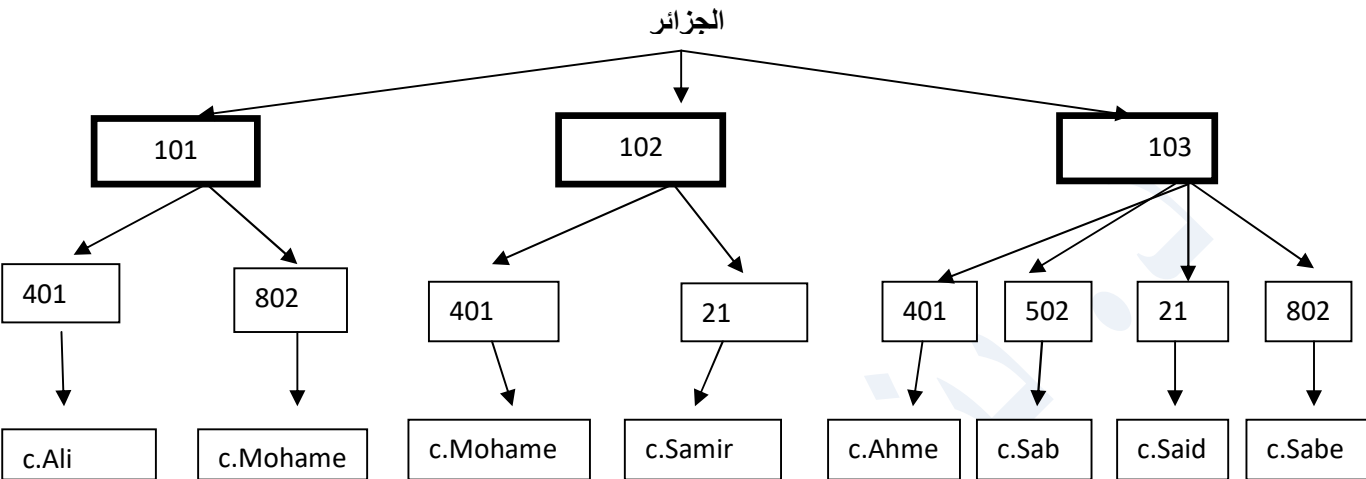 الجزائر
101
102
103
401
802
401
21
401
502
21
802
c.Ali
c.Mohame
c.Mohame
c.Samir
c.Ahme
c.Sab
c.Said
c.Sabe